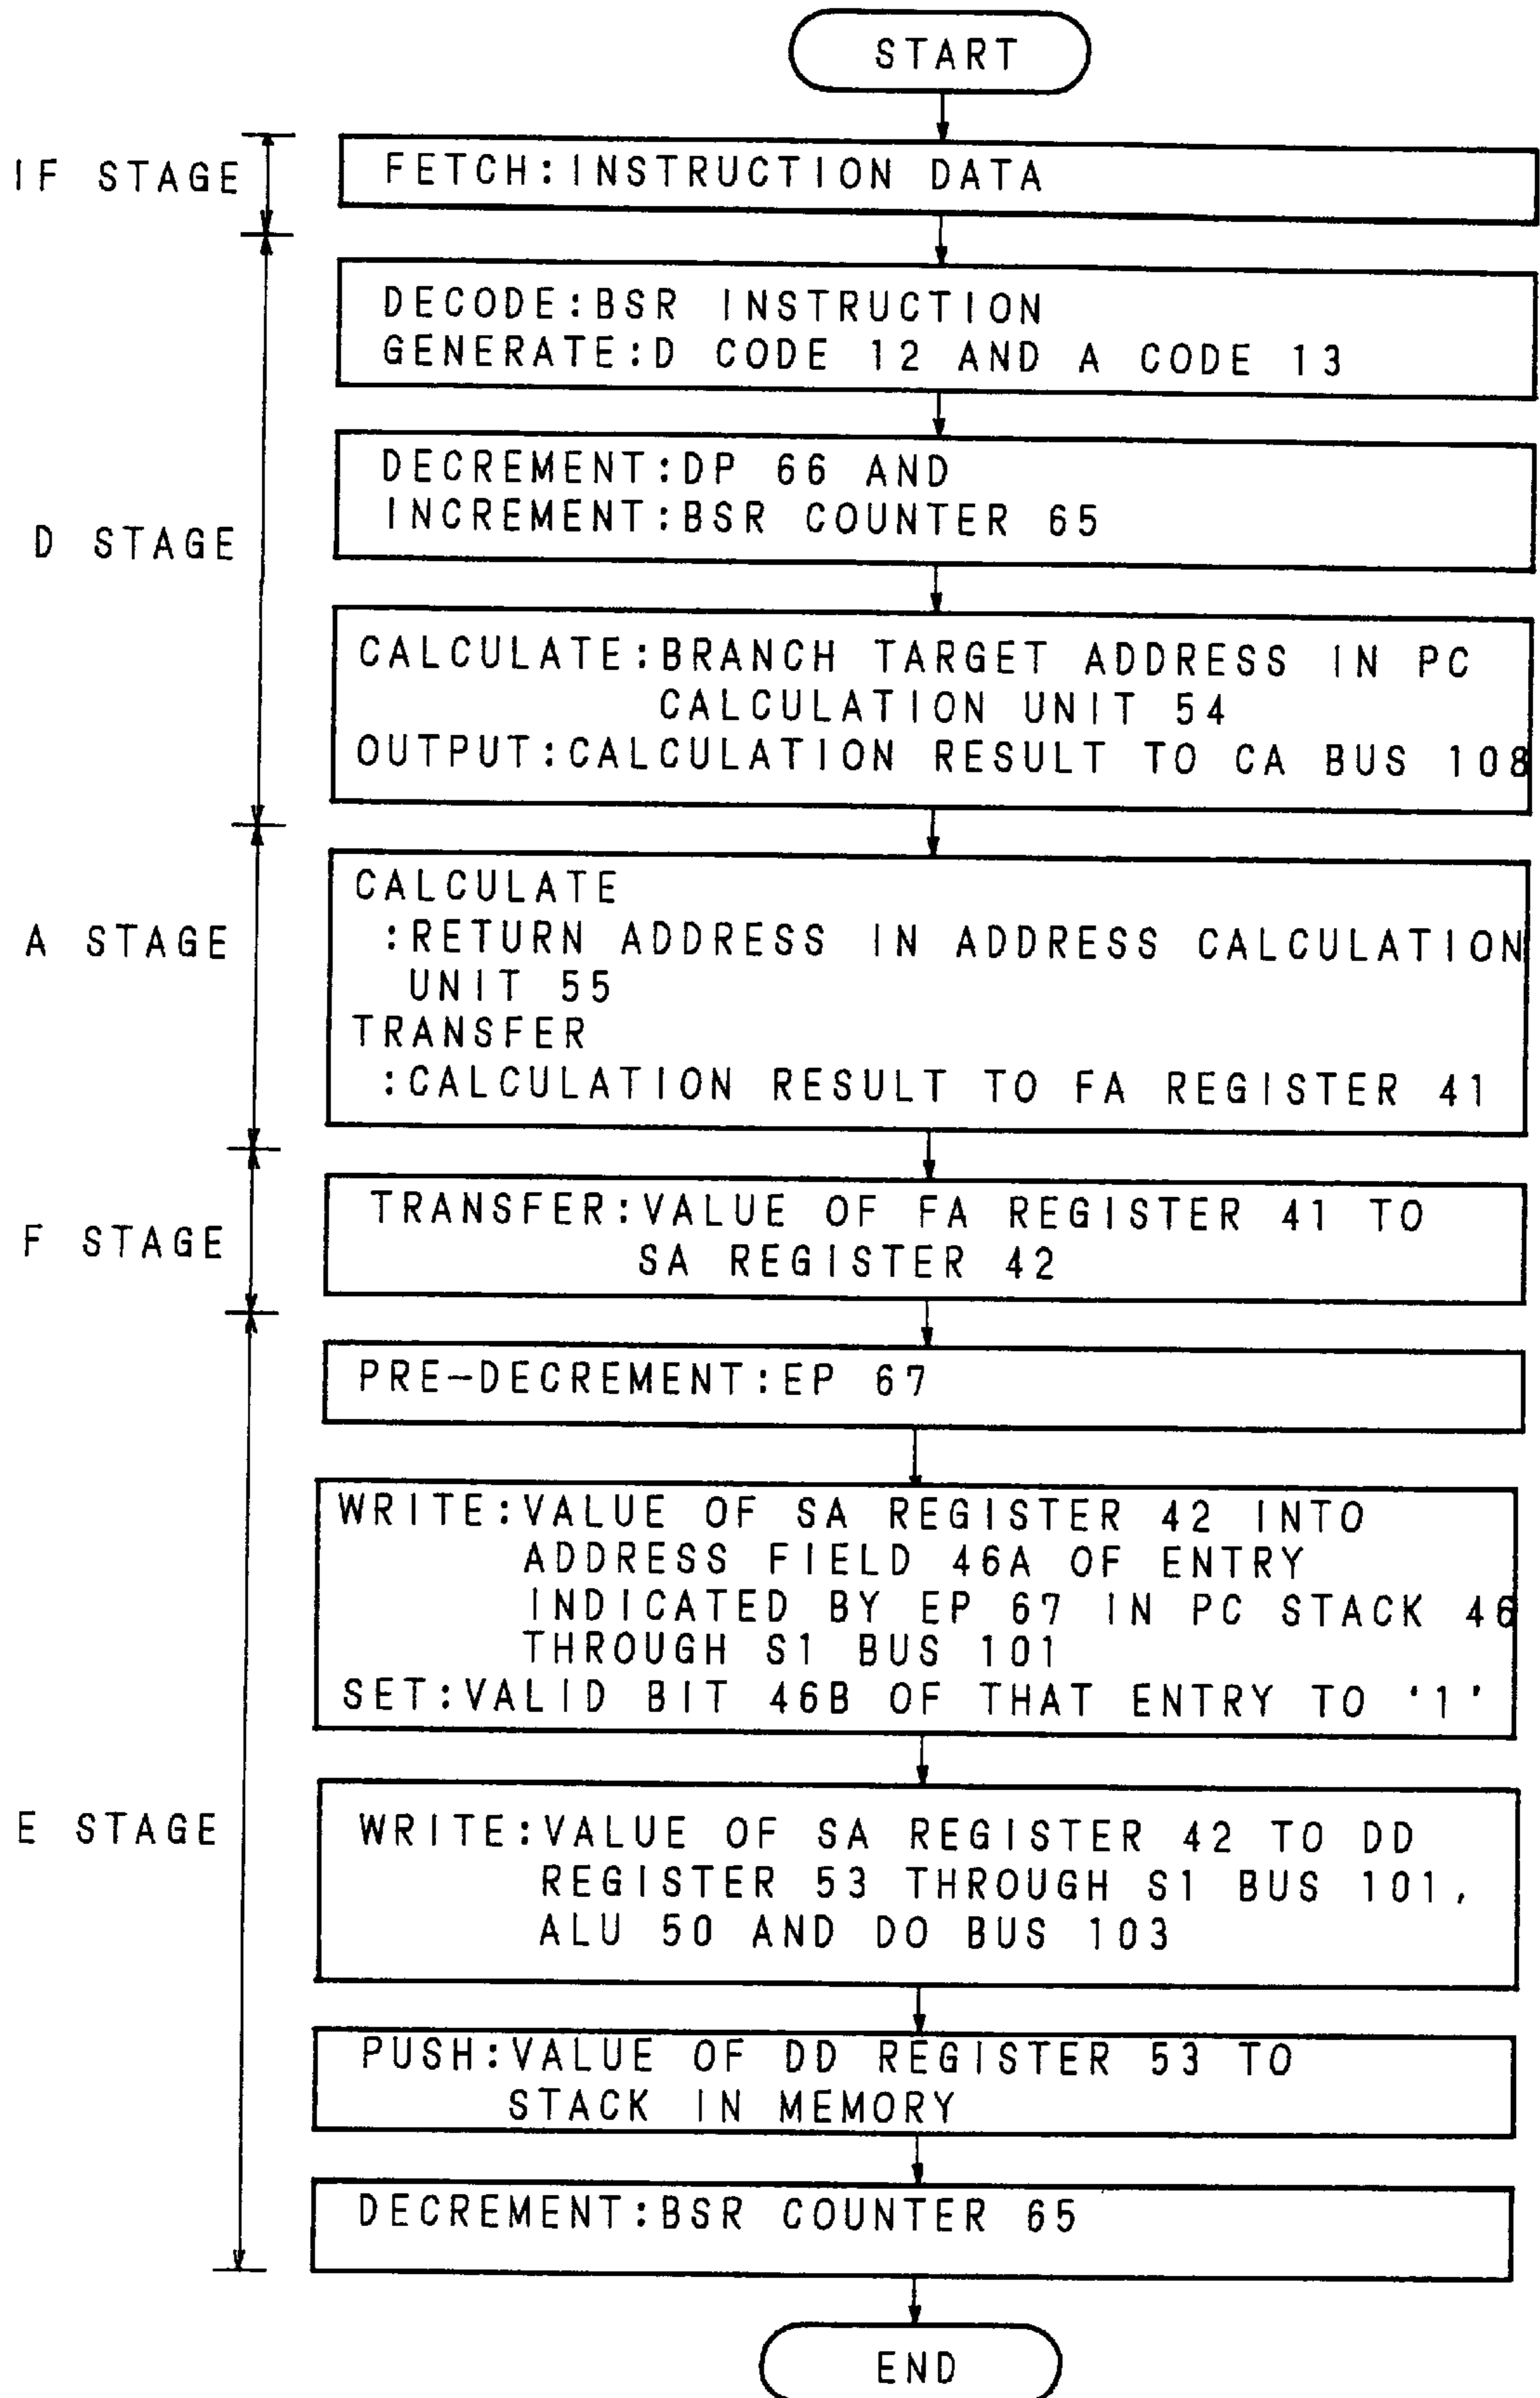 START
IF STAGE
FETCH:INSTRUCTION DATA
DECODE:BSR INSTRUCTION
GENERATE:D CODE 12 AND A CODE 13
D STAGE
DECREMENT:DP 66 AND
INCREMENT:BSR COUNTER 65
CALCULATE:BRANCH TARGET ADDRESS IN PC
CALCULATION UNIT 54
OUTPUT:CALCULATION RESULT TO CA BUS 108
A STAGE
CALCULATE
:RETURN ADDRESS IN ADDRESS CALCULATION
UNIT 55
TRANSFER
:CALCULATION RESULT TO FA REGISTER 41
F STAGE
TRANSFER:VALUE OF FA REGISTER 41 TO
SA REGISTER 42
PRE-DECREMENT:EP 67
WRITE:VALUE OF SA REGISTER 42 INTO
ADDRESS FIELD 46A OF ENTRY
INDICATED BY EP 67 IN PC STACK 46
THROUGH S1 BUS 101
SET:VALID BIT 46B OF THAT ENTRY TO '1'
E STAGE
WRITE:VALUE OF SA REGISTER 42 TO DD
REGISTER 53 THROUGH S1 BUS 101,
ALU 50 AND DO BUS 103
PUSH:VALUE OF DD REGISTER 53 TO
STACK IN MEMORY
DECREMENT:BSR COUNTER 65
END